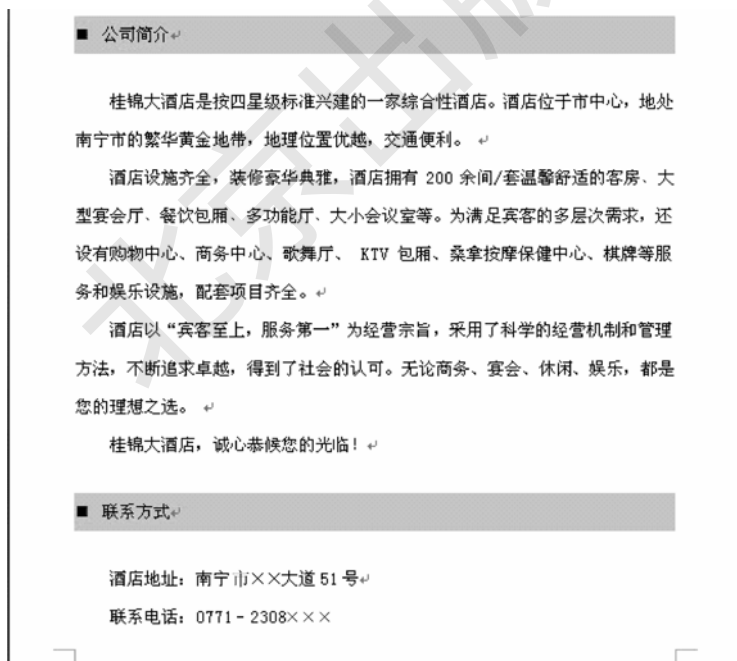 ■ 公司简介↵
桂锦大酒店是按四星级标准兴建的一家综合性酒店。酒店位于市中心，地处
南宁市的繁华黄金地带，地理位置优越，交通便利。 ↵
酒店设施齐全，装修豪华典雅，酒店拥有 200 余间/套温馨舒适的客房、大
型宴会厅、餐饮包厢、多功能厅、大小会议室等。为满足宾客的多层次需求，还
设有购物中心、商务中心、歌舞厅、 KTV 包厢、桑拿按摩保健中心、棋牌等服
务和娱乐设施，配套项目齐全。↵
酒店以“宾客至上，服务第一”为经营宗旨，采用了科学的经营机制和管理
方法，不断追求卓越，得到了社会的认可。无论商务、宴会、休闲、娱乐，都是
您的理想之选。 ↵
桂锦大酒店，诚心恭候您的光临！↵
■ 联系方式↵
酒店地址：南宁市××大道 51 号↵
联系电话：0771－2308×××
北京出版